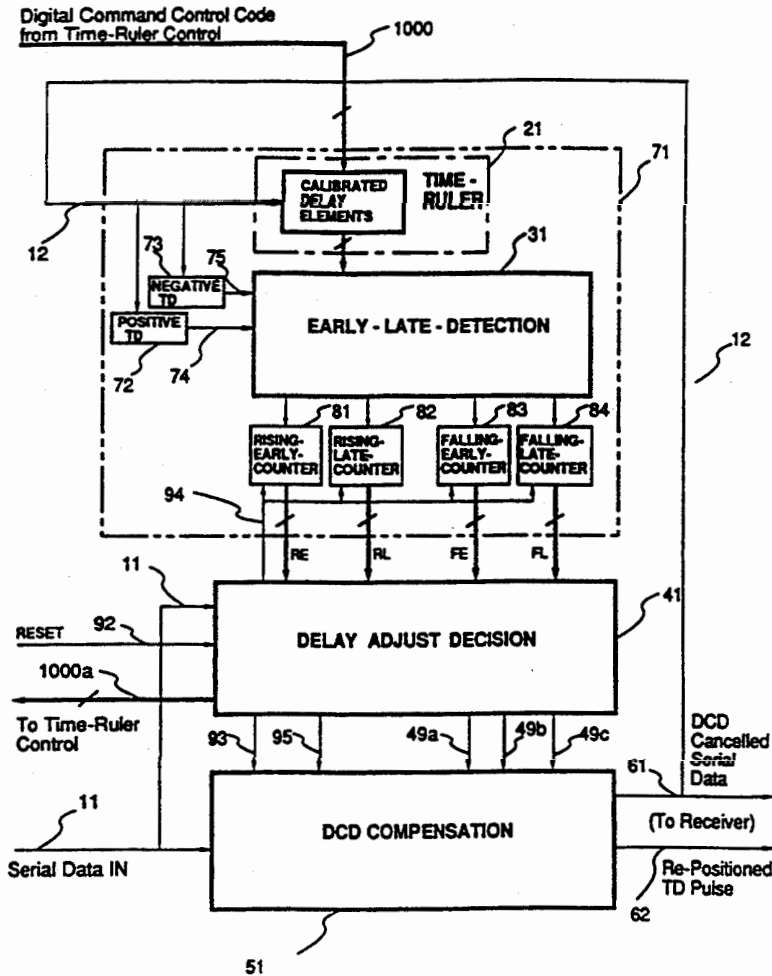 Digital Command Control Code
from Time-Ruler Control
1000
21
71
CALIBRATED
DELAY
ELEMENTS
TIME -
RULER
12
73
75
31
NEGATIVE
TD
POSITIVE
TD
EARLY - LATE - DETECTION
72
74
12
81
82
83
84
RISING-
EARLY-
COUNTER
RISING-
LATE-
COUNTER
FALLING-
EARLY-
COUNTER
FALLING-
LATE-
COUNTER
94
RE
RL
FE
FL
11
41
RESET
92
DELAY ADJUST DECISION
1000a
To Time-Ruler
Control
93
95
49a
49b
49c
DCD
Cancelled
Serial
Data
61
11
DCD COMPENSATION
(To Receiver)
Serial Data IN
Re-Positioned
TD Pulse
62
51